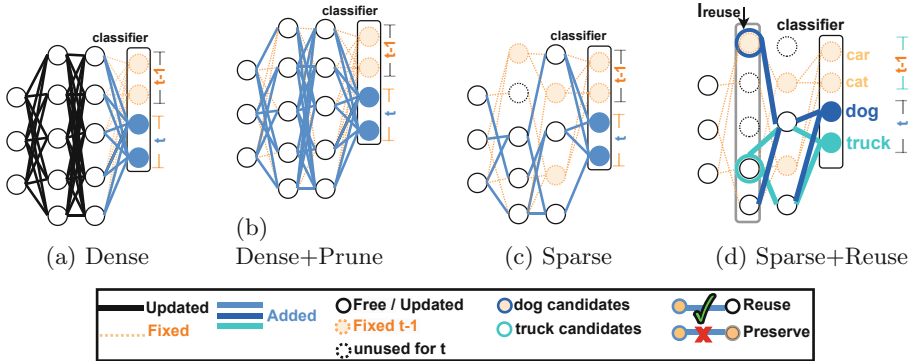 classifier
t-1
t
(a) Dense
classifier
t-1
t
(b)
Dense+Prune
classifier
t-1
t
(c) Sparse
Ireuse
classifier
car
cat
dog
truck
t-1
t
(d) Sparse+Reuse
Updated
Fixed
Added
Free / Updated
Fixed t-1
unused for t
dog candidates
truck candidates
Reuse
Preserve